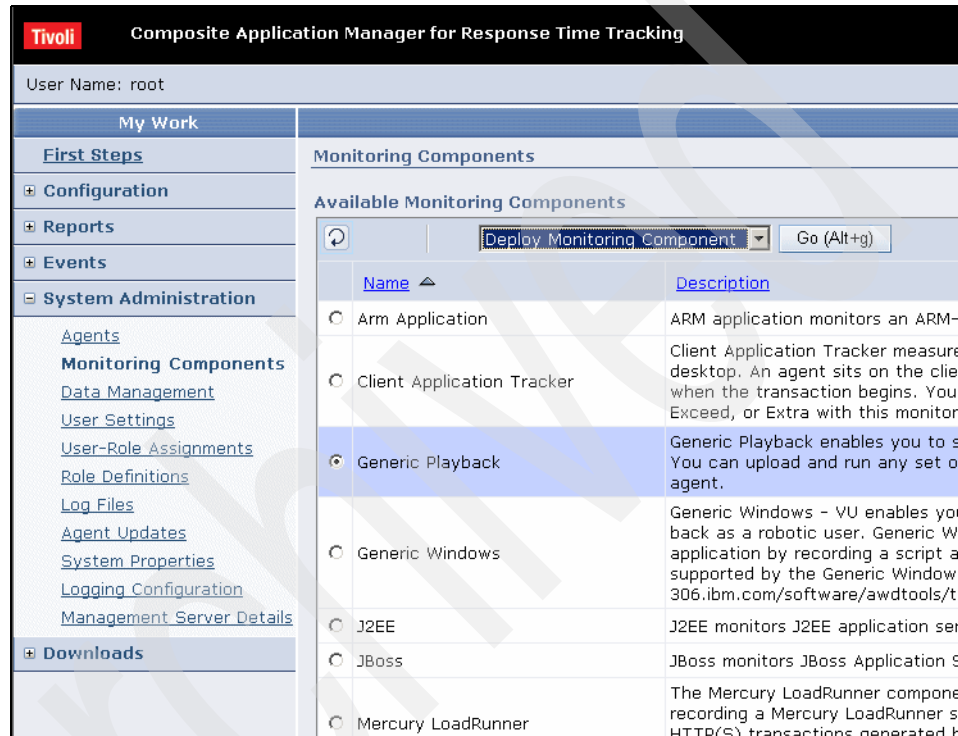 Tivoli Composite Application Manager for Response Time Tracking
User Name: root
My Work
First Steps
Configuration
Reports
Events
System Administration
Agents
Monitoring Components
Data Management
User Settings
User-Role Assignments
Role Definitions
Log Files
Agent Updates
System Properties
Logging Configuration
Management Server Details
Downloads
Monitoring Components
Available Monitoring Components
Deploy Monitoring Component Go (Alt+g)
Name Description
Arm Application ARM application monitors an ARM-
Client Application Tracker
Client Application Tracker measure
desktop. An agent sits on the clie
when the transaction begins. You
Exceed, or Extra with this monitor
Generic Playback
Generic Playback enables you to s
You can upload and run any set o
agent.
Generic Windows
Generic Windows - VU enables you
back as a robotic user. Generic W
application by recording a script a
supported by the Generic Window
306.ibm.com/software/awdtools/t
J2EE J2EE monitors J2EE application ser
JBoss JBoss monitors JBoss Application S
Mercury LoadRunner
The Mercury LoadRunner compone
recording a Mercury LoadRunner s
HTTP(S) transactions generated b